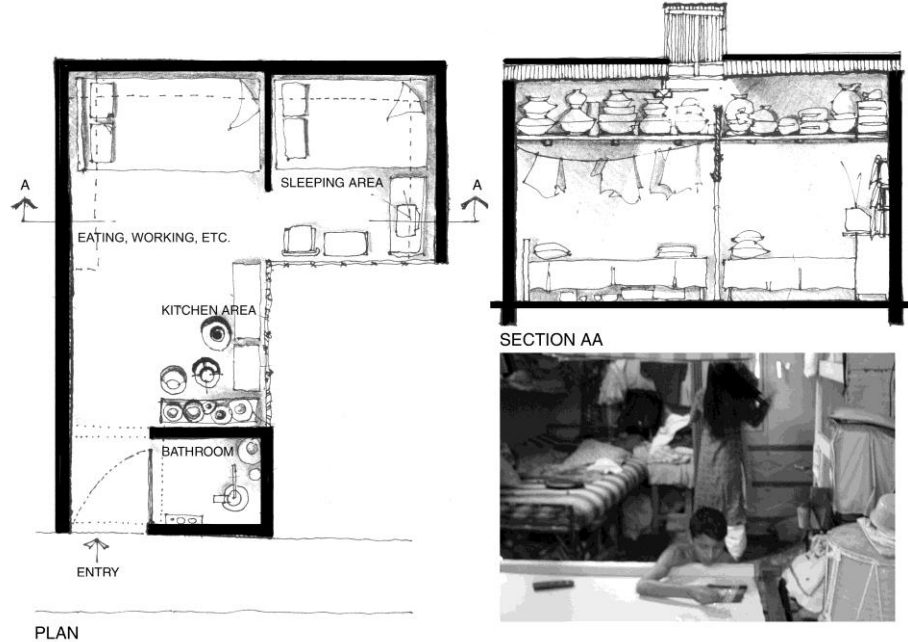 A
SLEEPING AREA
A
EATING, WORKING, ETC.
KITCHEN AREA
BATHROOM
ENTRY
PLAN
SECTION AA